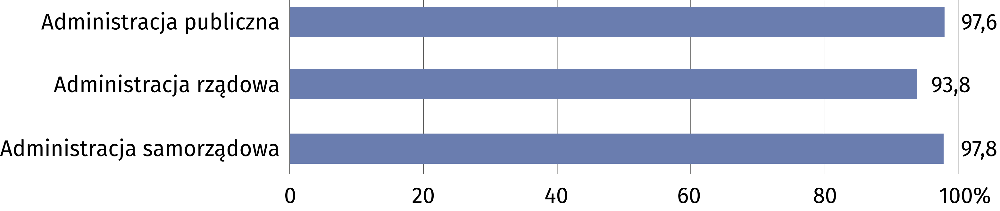 Administracja publiczna 97,6
Administracja rządowa 93,8
Administracja samorządowa 97,8
0 20 40 60 80 100%